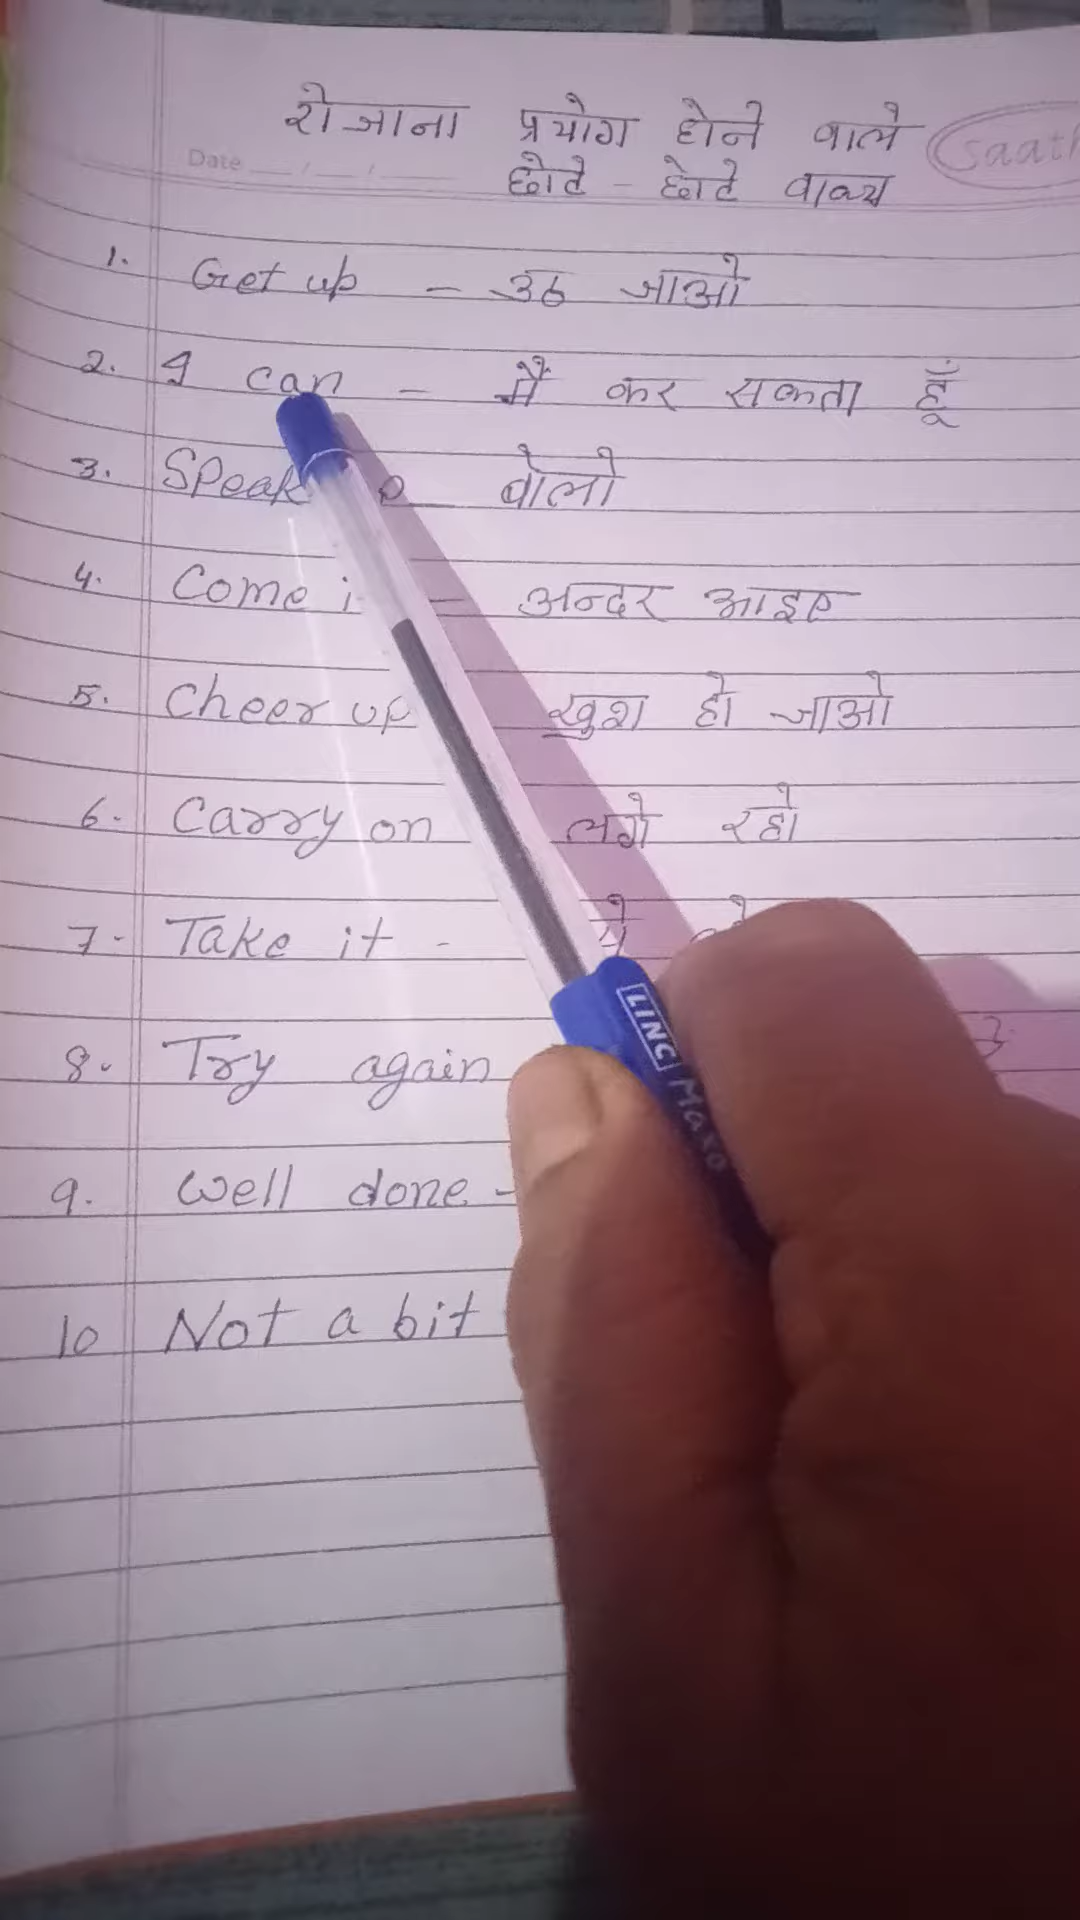 रोजाना प्रयोग होने वाले
saath
Date
छोटे - छोटे वाक्य
1. Get up - उठ जाओ
2. I can - मैं कर सकता हूँ
3. Speak बोलो
4. Come - अन्दर आइए
5. Cheer up खुश हो जाओ
6. Carry on लगे रहो
7. Take it -
8. Try again
9. Well done -
10 Not a bit
LINC Maxo